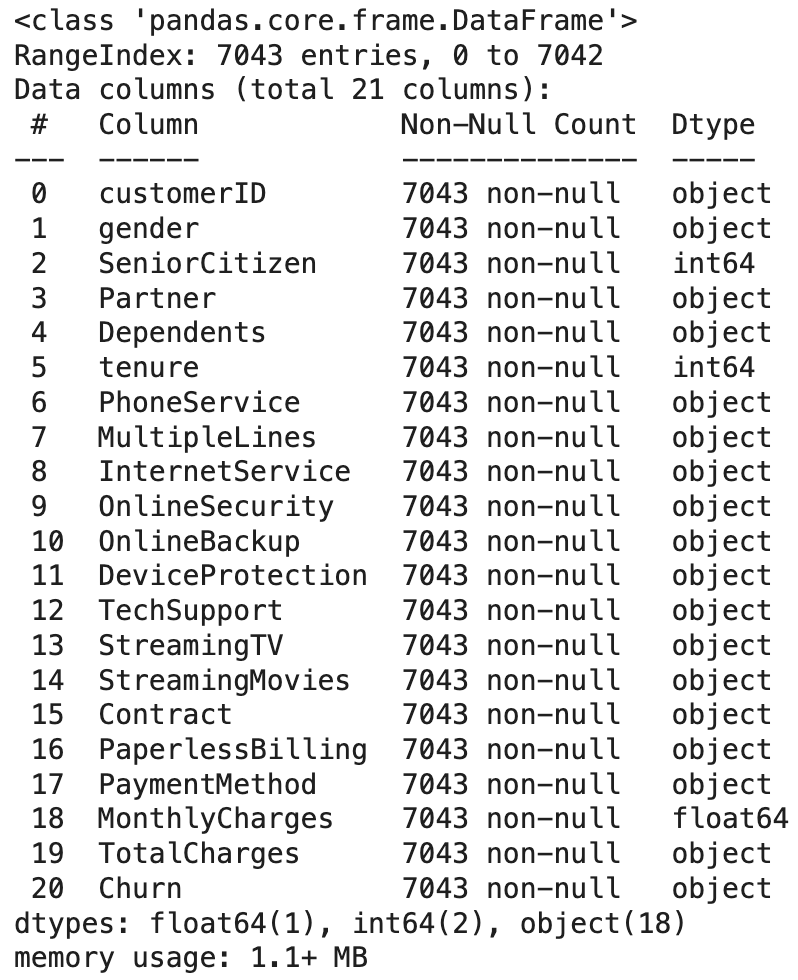 <class 'pandas.core.frame.DataFrame'>
RangeIndex: 7043 entries, 0 to 7042
Data columns (total 21 columns):
 #   Column            Non-Null Count  Dtype
---  ------            --------------  -----
 0   customerID        7043 non-null   object
 1   gender            7043 non-null   object
 2   SeniorCitizen     7043 non-null   int64
 3   Partner           7043 non-null   object
 4   Dependents        7043 non-null   object
 5   tenure            7043 non-null   int64
 6   PhoneService      7043 non-null   object
 7   MultipleLines     7043 non-null   object
 8   InternetService   7043 non-null   object
 9   OnlineSecurity    7043 non-null   object
 10  OnlineBackup      7043 non-null   object
 11  DeviceProtection  7043 non-null   object
 12  TechSupport       7043 non-null   object
 13  StreamingTV       7043 non-null   object
 14  StreamingMovies   7043 non-null   object
 15  Contract          7043 non-null   object
 16  PaperlessBilling  7043 non-null   object
 17  PaymentMethod     7043 non-null   object
 18  MonthlyCharges    7043 non-null   float64
 19  TotalCharges      7043 non-null   object
 20  Churn             7043 non-null   object
dtypes: float64(1), int64(2), object(18)
memory usage: 1.1+ MB